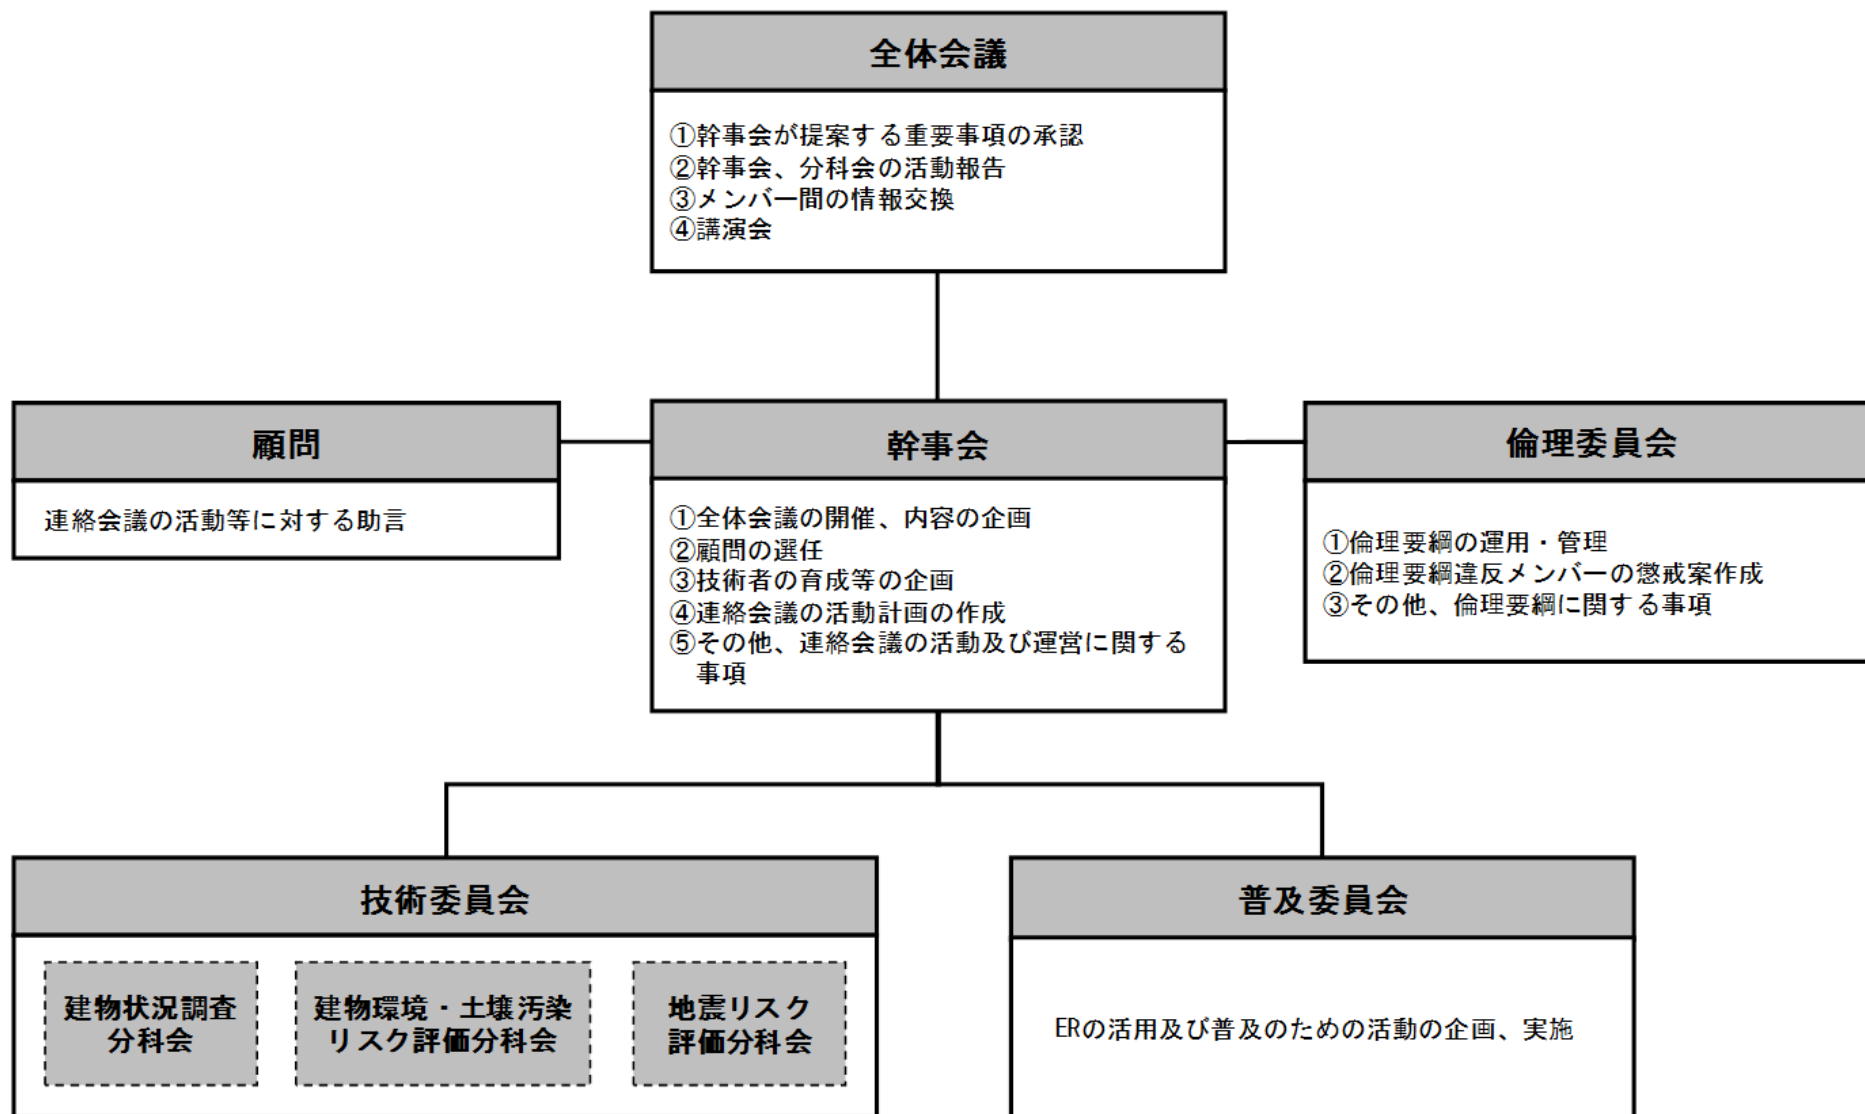 全体会議
①幹事会が提案する重要事項の承認
②幹事会、分科会の活動報告
③メンバー間の情報交換
④講演会
顧問
連絡会議の活動等に対する助言
幹事会
①全体会議の開催、内容の企画
②顧問の選任
③技術者の育成等の企画
④連絡会議の活動計画の作成
⑤その他、連絡会議の活動及び運営に関する
事項
倫理委員会
①倫理要綱の運用・管理
②倫理要綱違反メンバーの懲戒案作成
③その他、倫理要綱に関する事項
技術委員会
建物状況調査
分科会
建物環境・土壌汚染
リスク評価分科会
地震リスク
評価分科会
普及委員会
ERの活用及び普及のための活動の企画、実施